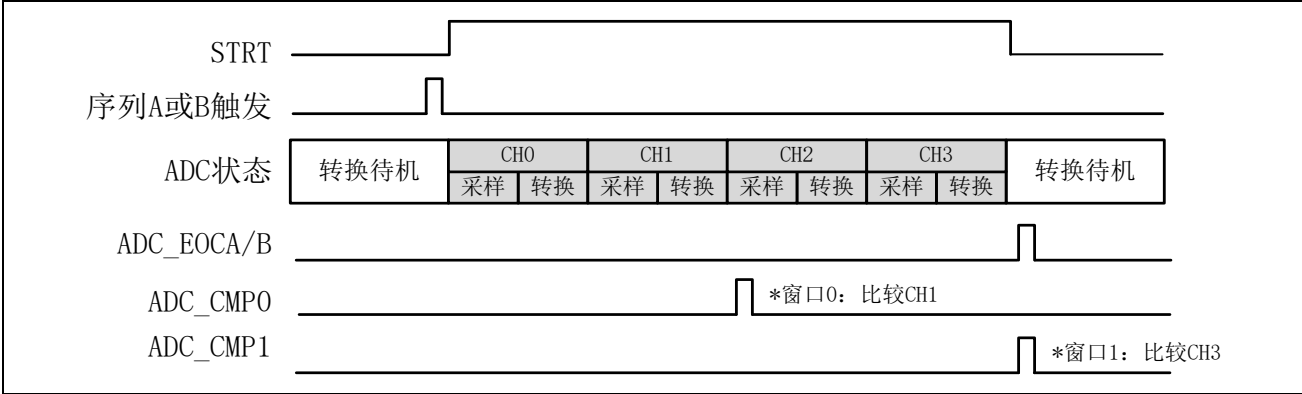 STRT
序列A或B触发
ADC状态
转换待机
CH0
CH1
CH2
CH3
转换待机
采样 转换 采样 转换 采样 转换 采样 转换
ADC_EOCA/B
ADC_CMP0
*窗口0：比较CH1
ADC_CMP1
*窗口1：比较CH3